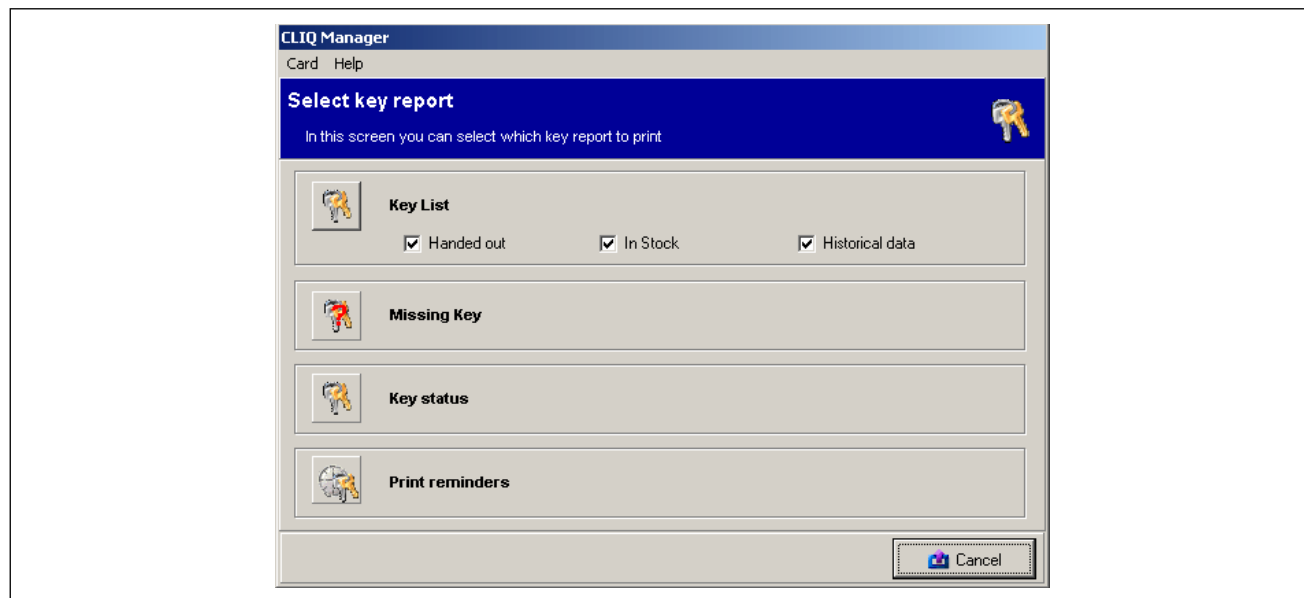 CLIQ Manager
Card Help
Select key report
In this screen you can select which key report to print
Key List
Handed out In Stock Historical data
Missing Key
Key status
Print reminders
Cancel